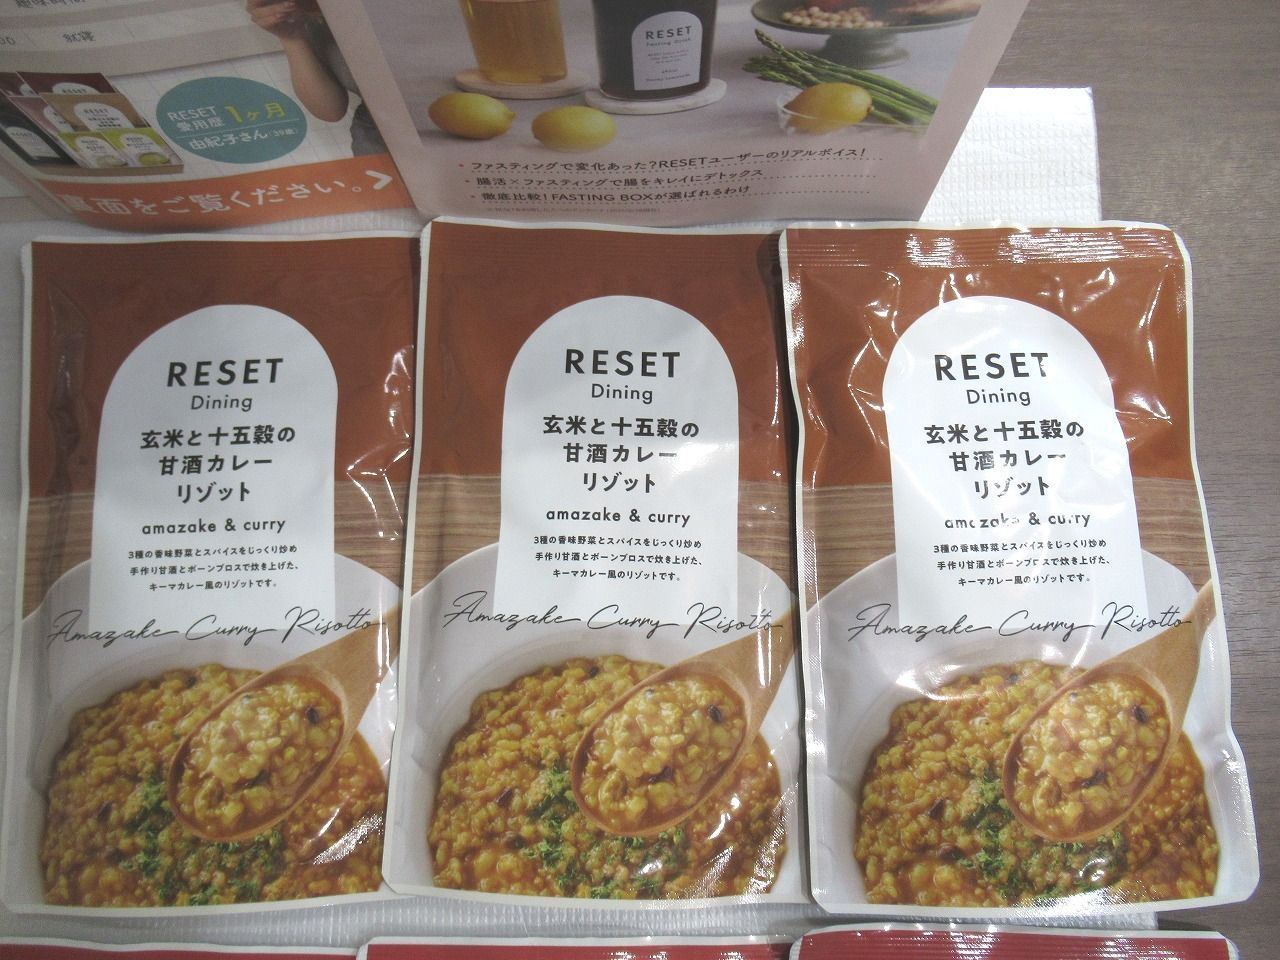 就寝
RESET
RESET
愛用歴 1ヶ月
由紀子さん(39歳)
裏面をご覧ください。
RESET
Fasting Drink
• ファスティングで変化あった?RESETユーザーのリアルボイス!
• 腸活×ファスティングで腸をキレイにデトックス
• 徹底比較!FASTING BOXが選ばれるわけ
RESET
Dining
玄米と十五穀の
甘酒カレー
リゾット
amazake & curry
3種の香味野菜とスパイスをじっくり炒め
手作り甘酒とボーンブロスで炊き上げた、
キーマカレー風のリゾットです。
Amazake Curry Risotto
RESET
Dining
玄米と十五穀の
甘酒カレー
リゾット
amazake & curry
3種の香味野菜とスパイスをじっくり炒め
手作り甘酒とボーンブロスで炊き上げた、
キーマカレー風のリゾットです。
Amazake Curry Risotto
RESET
Dining
玄米と十五穀の
甘酒カレー
リゾット
amazake & curry
3種の香味野菜とスパイスをじっくり炒め
手作り甘酒とボーンブロスで炊き上げた、
キーマカレー風のリゾットです。
Amazake Curry Risotto